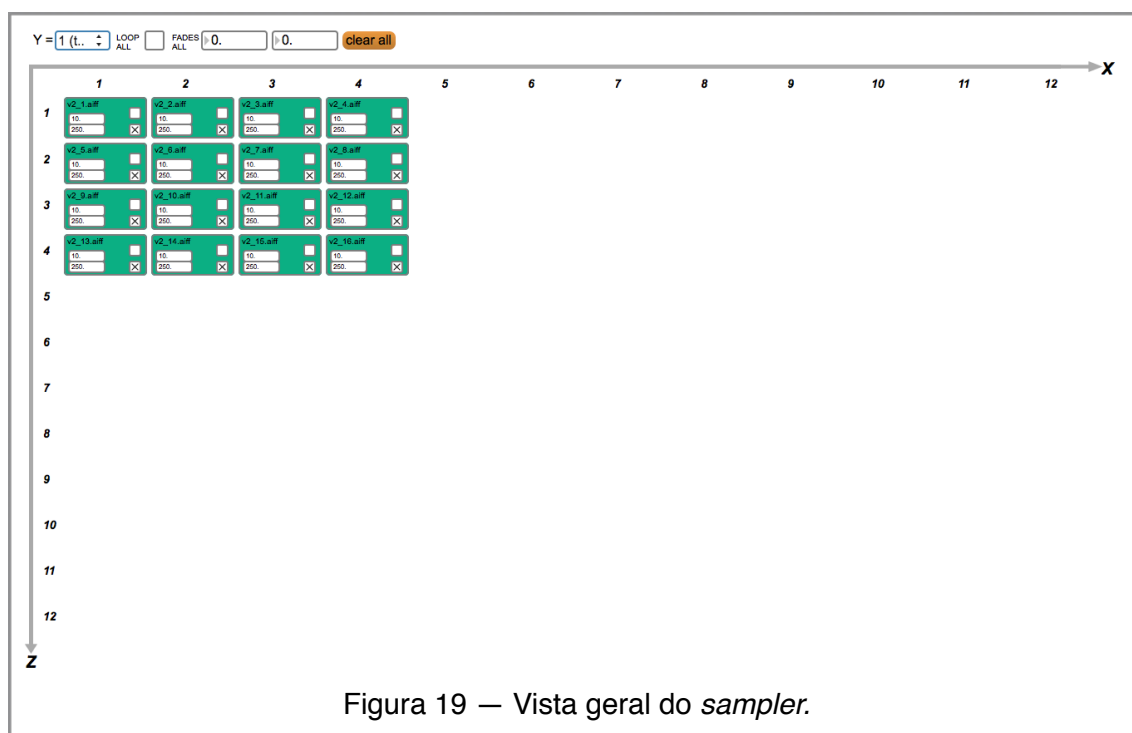 Y = 1 (t.. LOOP ALL FADES ALL 0. 0. clear all
X
1 2 3 4 5 6 7 8 9 10 11 12
1 v2_1.aiff v2_2.aiff v2_3.aiff v2_4.aiff
10. 10. 10. 10.
250. 250. 250. 250.
2 v2_5.aiff v2_6.aiff v2_7.aiff v2_8.aiff
10. 10. 10. 10.
250. 250. 250. 250.
3 v2_9.aiff v2_10.aiff v2_11.aiff v2_12.aiff
10. 10. 10. 10.
250. 250. 250. 250.
4 v2_13.aiff v2_14.aiff v2_15.aiff v2_16.aiff
10. 10. 10. 10.
250. 250. 250. 250.
5
6
7
8
9
10
11
12
Z
Figura 19 — Vista geral do sampler.